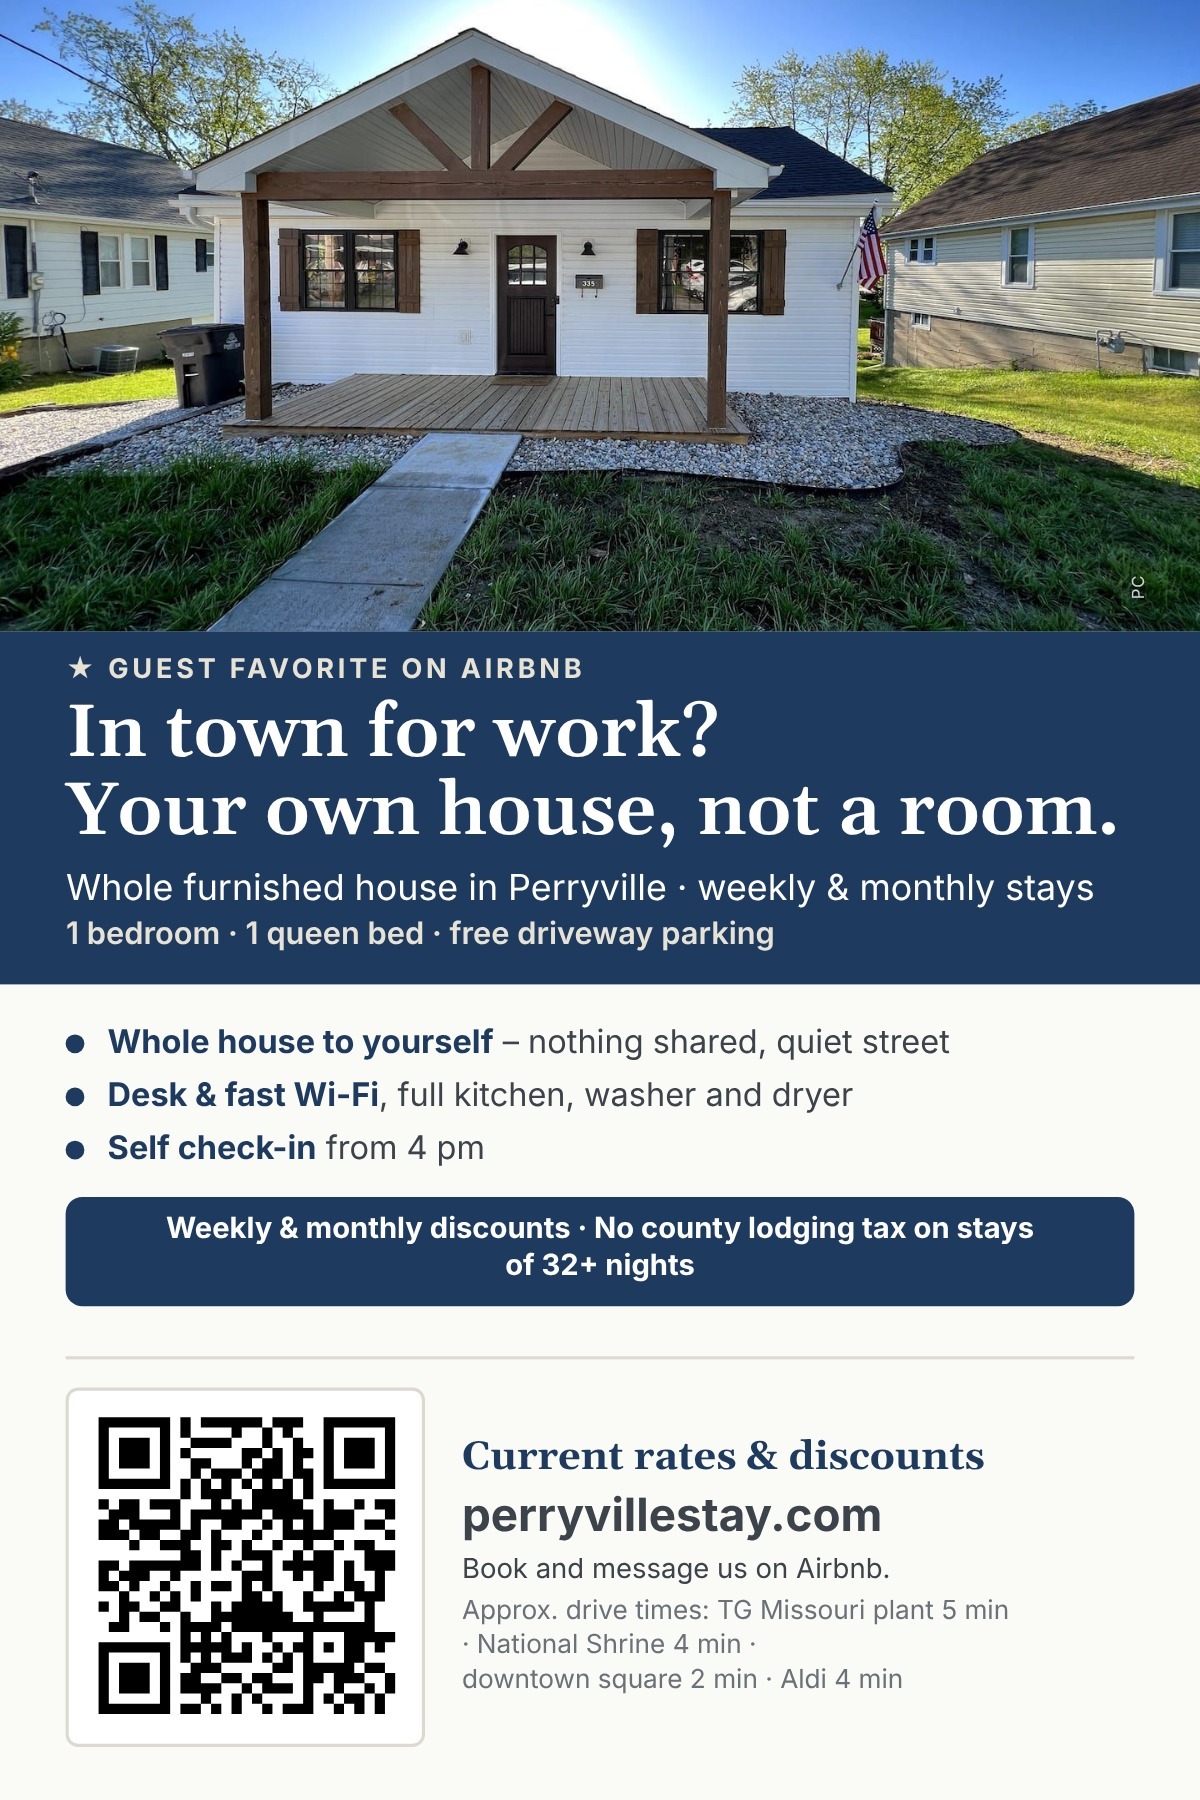 335
PC
★ GUEST FAVORITE ON AIRBNB
In town for work?
Your own house, not a room.
Whole furnished house in Perryville · weekly & monthly stays
1 bedroom · 1 queen bed · free driveway parking
● Whole house to yourself – nothing shared, quiet street
● Desk & fast Wi-Fi, full kitchen, washer and dryer
● Self check-in from 4 pm
Weekly & monthly discounts · No county lodging tax on stays
of 32+ nights
Current rates & discounts
perryvillestay.com
Book and message us on Airbnb.
Approx. drive times: TG Missouri plant 5 min
· National Shrine 4 min ·
downtown square 2 min · Aldi 4 min